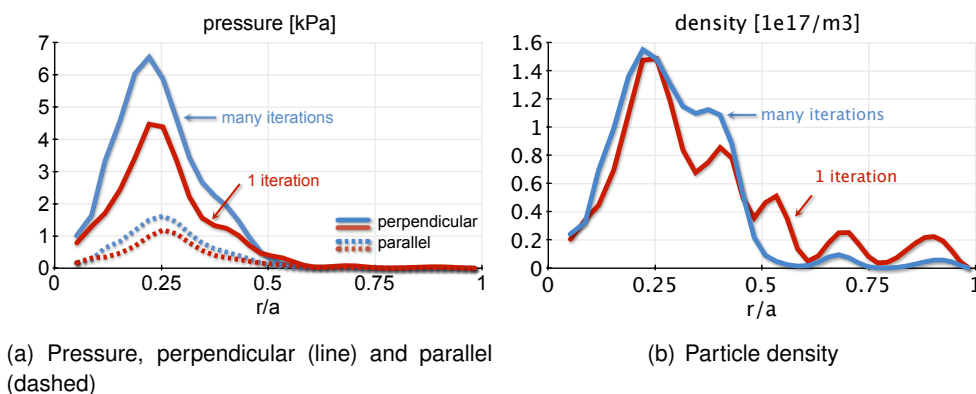 pressure [kPa]
7
6
5
4
3
2
1
0
many iterations
1 iteration
perpendicular
parallel
0 0.25 0.5 0.75 1
r/a
(a) Pressure, perpendicular (line) and parallel
(dashed)
density [1e17/m3]
1.6
1.4
1.2
1
0.8
0.6
0.4
0.2
0
many iterations
1 iteration
0 0.25 0.5 0.75 1
r/a
(b) Particle density